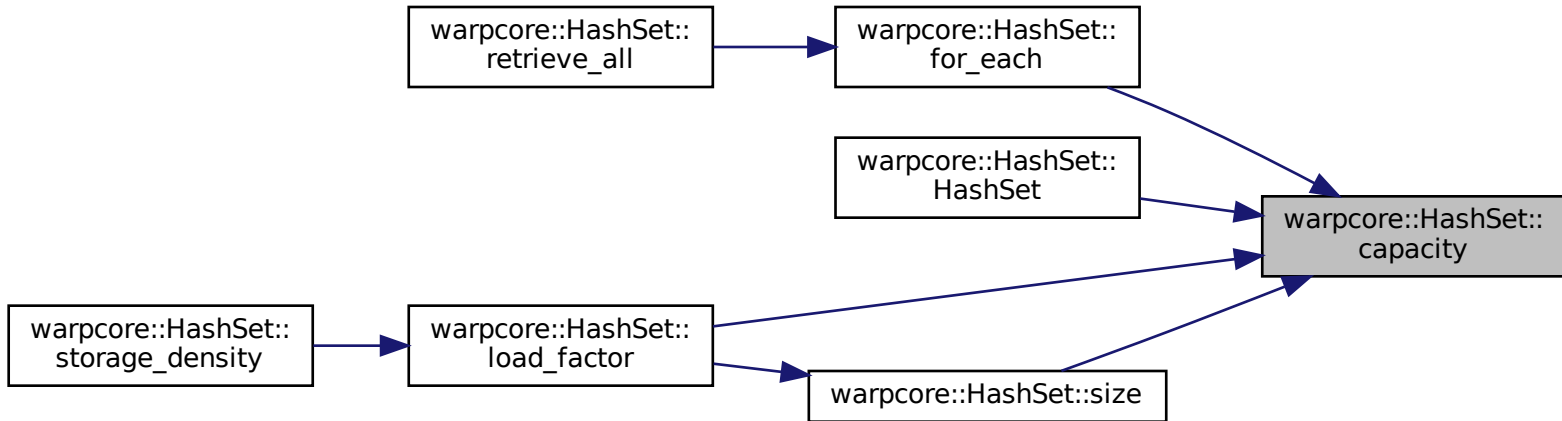 warpcore::HashSet::
retrieve_all
warpcore::HashSet::
for_each
warpcore::HashSet::
HashSet
warpcore::HashSet::
capacity
warpcore::HashSet::
storage_density
warpcore::HashSet::
load_factor
warpcore::HashSet::size